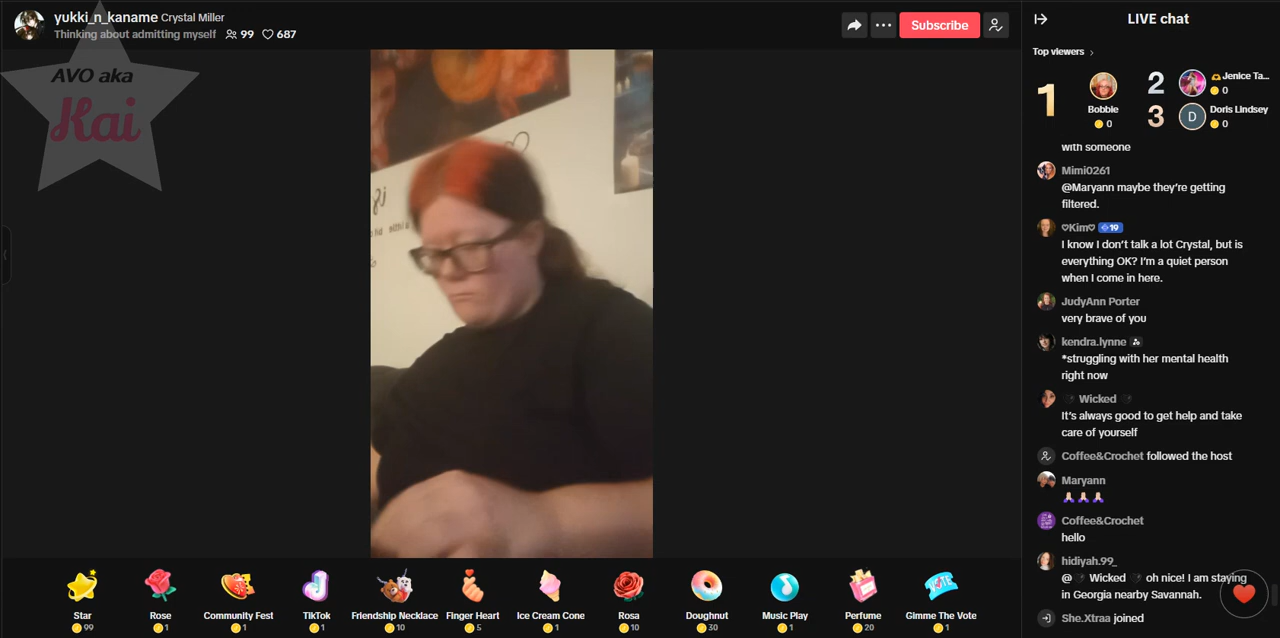 yukki_n_kaname Crystal Miller
Thinking about admitting myself 99 687
Subscribe
AVO aka
Kai
LIVE chat
Top viewers
1
Bobbie
0
2
Jenice Ta...
0
3
D
Doris Lindsey
0
with someone
Mimi0261
@Maryann maybe they're getting
filtered.
♡Kim♡ 19
I know I don't talk a lot Crystal, but is
everything OK? I'm a quiet person
when I come in here.
JudyAnn Porter
very brave of you
kendra.lynne
*struggling with her mental health
right now
Wicked
It's always good to get help and take
care of yourself
Coffee&Crochet followed the host
Maryann
🙏🏻🙏🏻🙏🏻
Coffee&Crochet
hello
hidiyah.99_
@ Wicked oh nice! I am staying
in Georgia nearby Savannah.
She.Xtraa joined
Star
99
Rose
1
Community Fest
1
TikTok
1
Friendship Necklace
10
Finger Heart
5
Ice Cream Cone
1
Rosa
10
Doughnut
30
Music Play
1
Perfume
20
Gimme The Vote
1